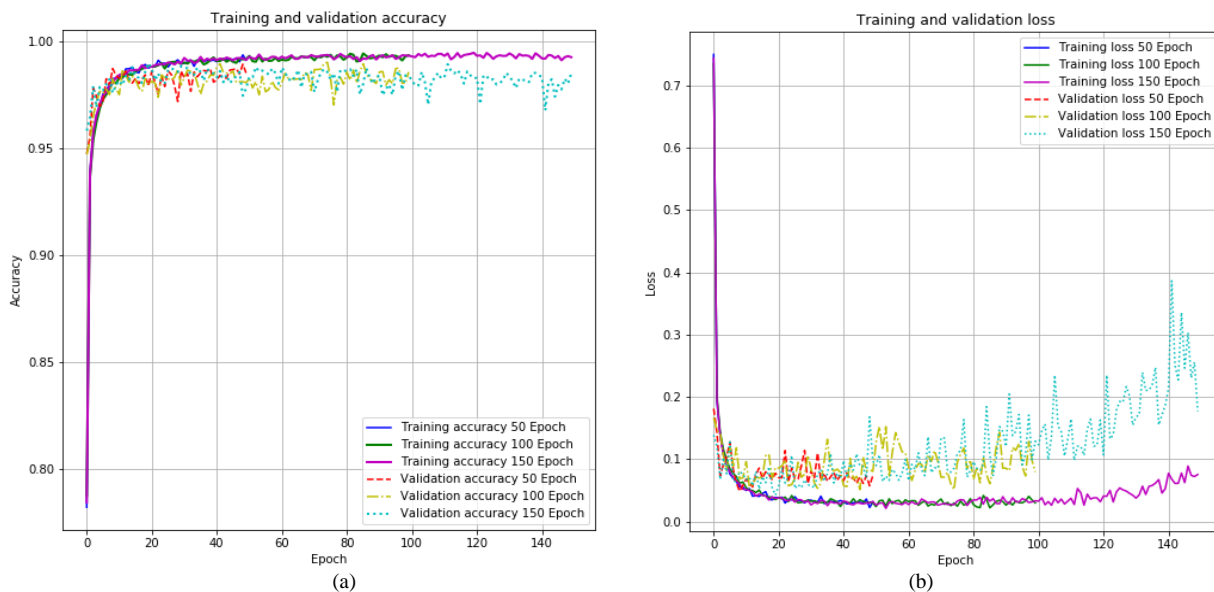 Training and validation accuracy
1.00
0.95
0.90
0.85
0.80
Accuracy
0 20 40 60 80 100 120 140
Epoch
Training accuracy 50 Epoch
Training accuracy 100 Epoch
Training accuracy 150 Epoch
Validation accuracy 50 Epoch
Validation accuracy 100 Epoch
Validation accuracy 150 Epoch
(a)
Training and validation loss
0.7
0.6
0.5
0.4
0.3
0.2
0.1
0.0
Loss
0 20 40 60 80 100 120 140
Epoch
Training loss 50 Epoch
Training loss 100 Epoch
Training loss 150 Epoch
Validation loss 50 Epoch
Validation loss 100 Epoch
Validation loss 150 Epoch
(b)